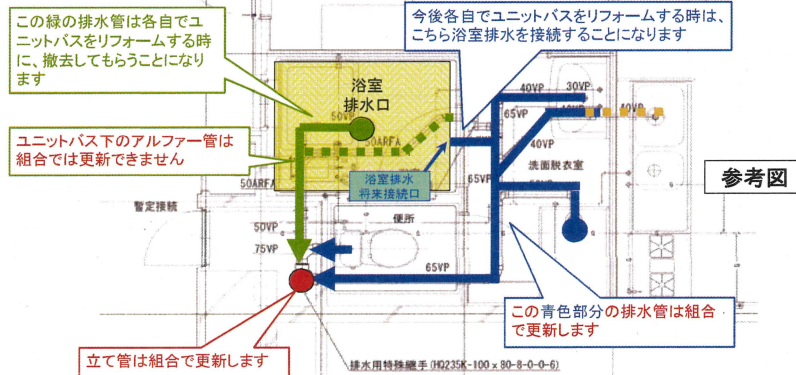 この緑の排水管は各自でユ
ニットバスをリフォームする時
に、撤去してもらうことになり
ます
今後各自でユニットバスをリフォームする時は、
こちら浴室排水を接続することになります
浴室
排水口
50VP
40VP
30VP
65VP
40VP
ユニットバス下のアルファー管は
組合では更新できません
50ARFA
40VP
50ARFA
浴室排水
将来接続口
65VP
洗面脱衣室
参考図
暫定接続
便所
50VP
75VP
65VP
この青色部分の排水管は組合
で更新します
立て管は組合で更新します
排水用特殊継手(HQ235K-100x80-8-0-0-6)